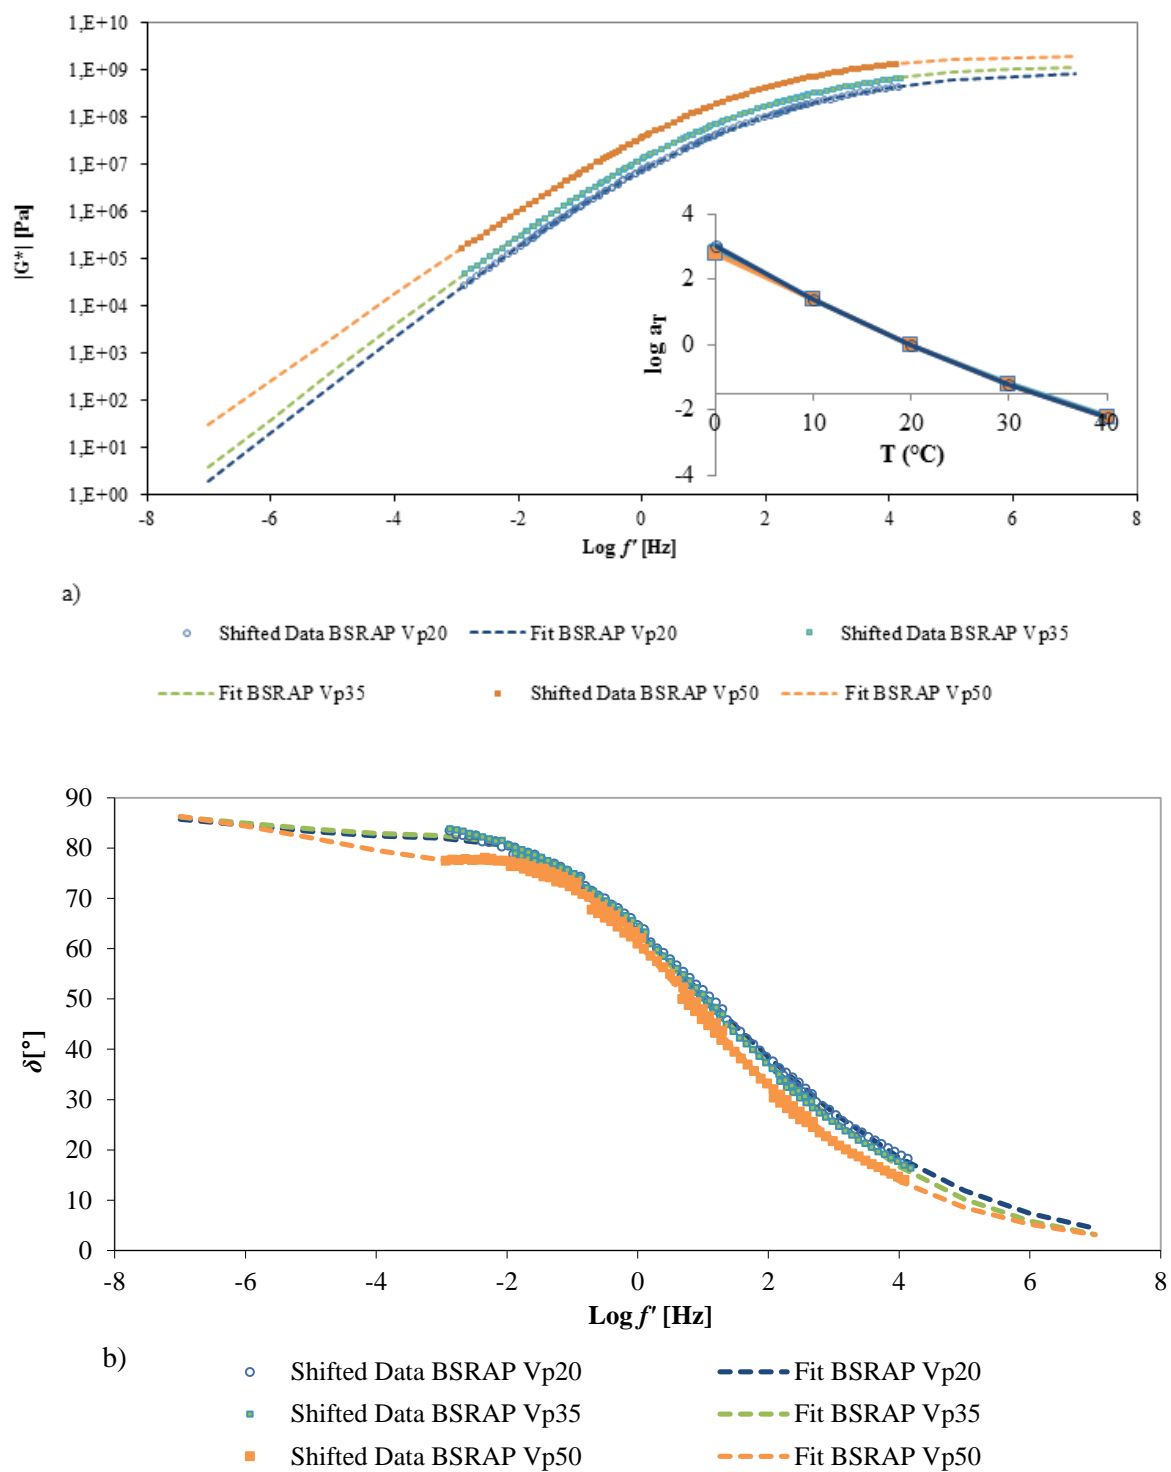 1,E+10
1,E+09
1,E+08
1,E+07
1,E+06
1,E+05
1,E+04
1,E+03
1,E+02
1,E+01
1,E+00
|G*| [Pa]
-8 -6 -4 -2 0 2 4 6 8
Log f' [Hz]
4
2
0
-2
-4
log aT
0 10 20 30 40
T (°C)
a)
Shifted Data BSRAP Vp20 Fit BSRAP Vp20 Shifted Data BSRAP Vp35
Fit BSRAP Vp35 Shifted Data BSRAP Vp50 Fit BSRAP Vp50
90
80
70
60
50
40
30
20
10
0
δ[°]
-8 -6 -4 -2 0 2 4 6 8
Log f' [Hz]
b)
Shifted Data BSRAP Vp20 Fit BSRAP Vp20
Shifted Data BSRAP Vp35 Fit BSRAP Vp35
Shifted Data BSRAP Vp50 Fit BSRAP Vp50